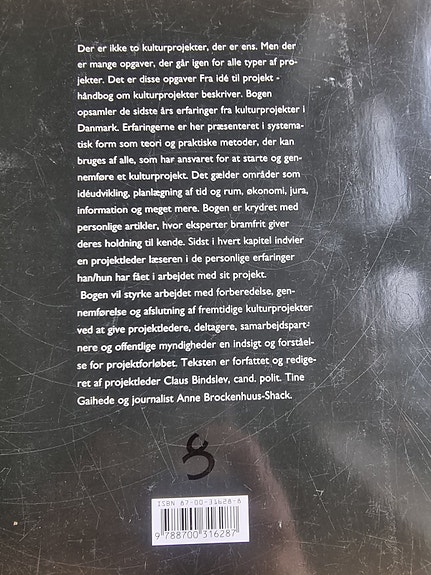 Der er ikke to kulturprojekter, der er ens. Men der
er mange opgaver, der går igen for alle typer af pro-
jekter. Det er disse opgaver Fra idé til projekt -
håndbog om kulturprojekter beskriver. Bogen
opsamler de sidste års erfaringer fra kulturprojekter i
Danmark. Erfaringerne er her præsenteret i systema-
tisk form som teori og praktiske metoder, der kan
bruges af alle, som har ansvaret for at starte og gen-
nemføre et kulturprojekt. Det gælder områder som
idéudvikling, planlægning af tid og rum, økonomi, jura,
information og meget mere. Bogen er krydret med
personlige artikler, hvor eksperter bramfrit giver
deres holdning til kende. Sidst i hvert kapitel indvier
en projektleder læseren i de personlige erfaringer
han/hun har fået i arbejdet med sit projekt.
Bogen vil styrke arbejdet med forberedelse, gen-
nemførelse og afslutning af fremtidige kulturprojekter
ved at give projektledere, deltagere, samarbejdspart-
nere og offentlige myndigheder en indsigt og forståel-
se for projektforløbet. Teksten er forfattet og redige-
ret af projektleder Claus Bindslev, cand. polit. Tine
Gaihede og journalist Anne Brockenhuus-Shack.
ISBN 87-00-31628-6
9 788700 316287